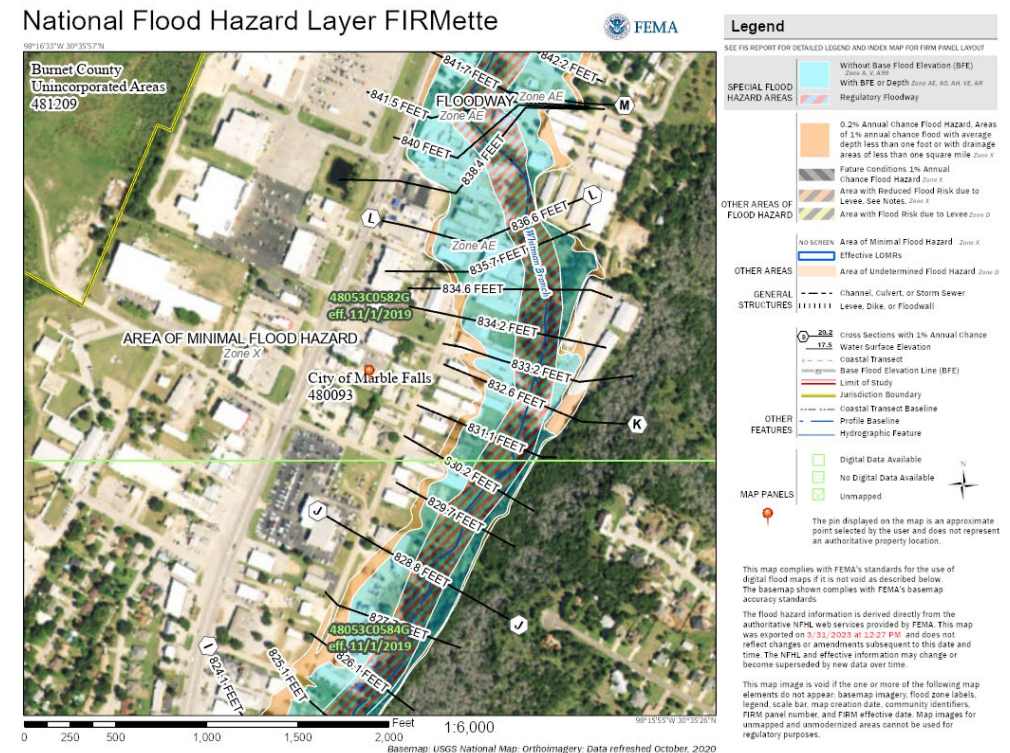 National Flood Hazard Layer FIRMette
FEMA
98°16'33"W 30°35'57"N
Burnet County
Unincorporated Areas
481209
841.7 FEET
842.2 FEET
841.5 FEET
FLOODWAY
Zone AE
Zone AE
M
840 FEET
838.4 FEET
L
L
836.6 FEET
Zone AE
835.7 FEET
Whitman Branch
834.6 FEET
48053C0582G
eff. 11/1/2019
834.2 FEET
AREA OF MINIMAL FLOOD HAZARD
Zone X
833.2 FEET
City of Marble Falls
480093
832.6 FEET
K
831.1 FEET
830.2 FEET
829.7 FEET
J
828.8 FEET
J
48053C0584G
eff. 11/1/2019
I
826.1 FEET
825.1 FEET
824.1 FEET
Feet
1:6,000
98°15'55"W 30°35'26"N
0 250 500 1,000 1,500 2,000
Basemap: USGS National Map: Orthoimagery: Data refreshed October, 2020
Legend
SEE FIS REPORT FOR DETAILED LEGEND AND INDEX MAP FOR FIRM PANEL LAYOUT
SPECIAL FLOOD
HAZARD AREAS
Without Base Flood Elevation (BFE)
Zone A, V, A99
With BFE or Depth Zone AE, AO, AH, VE, AR
Regulatory Floodway
OTHER AREAS OF
FLOOD HAZARD
0.2% Annual Chance Flood Hazard, Areas
of 1% annual chance flood with average
depth less than one foot or with drainage
areas of less than one square mile Zone X
Future Conditions 1% Annual
Chance Flood Hazard Zone X
Area with Reduced Flood Risk due to
Levee. See Notes. Zone X
Area with Flood Risk due to Levee Zone D
OTHER AREAS
NO SCREEN Area of Minimal Flood Hazard Zone X
Effective LOMRs
Area of Undetermined Flood Hazard Zone D
GENERAL
STRUCTURES
Channel, Culvert, or Storm Sewer
Levee, Dike, or Floodwall
OTHER
FEATURES
20.2 Cross Sections with 1% Annual Chance
17.5 Water Surface Elevation
Coastal Transect
Base Flood Elevation Line (BFE)
Limit of Study
Jurisdiction Boundary
Coastal Transect Baseline
Profile Baseline
Hydrographic Feature
MAP PANELS
Digital Data Available
No Digital Data Available
Unmapped
N
The pin displayed on the map is an approximate
point selected by the user and does not represent
an authoritative property location.
This map complies with FEMA's standards for the use of
digital flood maps if it is not void as described below.
The basemap shown complies with FEMA's basemap
accuracy standards
The flood hazard information is derived directly from the
authoritative NFHL web services provided by FEMA. This map
was exported on 3/31/2023 at 12:27 PM and does not
reflect changes or amendments subsequent to this date and
time. The NFHL and effective information may change or
become superseded by new data over time.
This map image is void if the one or more of the following map
elements do not appear: basemap imagery, flood zone labels,
legend, scale bar, map creation date, community identifiers,
FIRM panel number, and FIRM effective date. Map images for
unmapped and unmodernized areas cannot be used for
regulatory purposes.